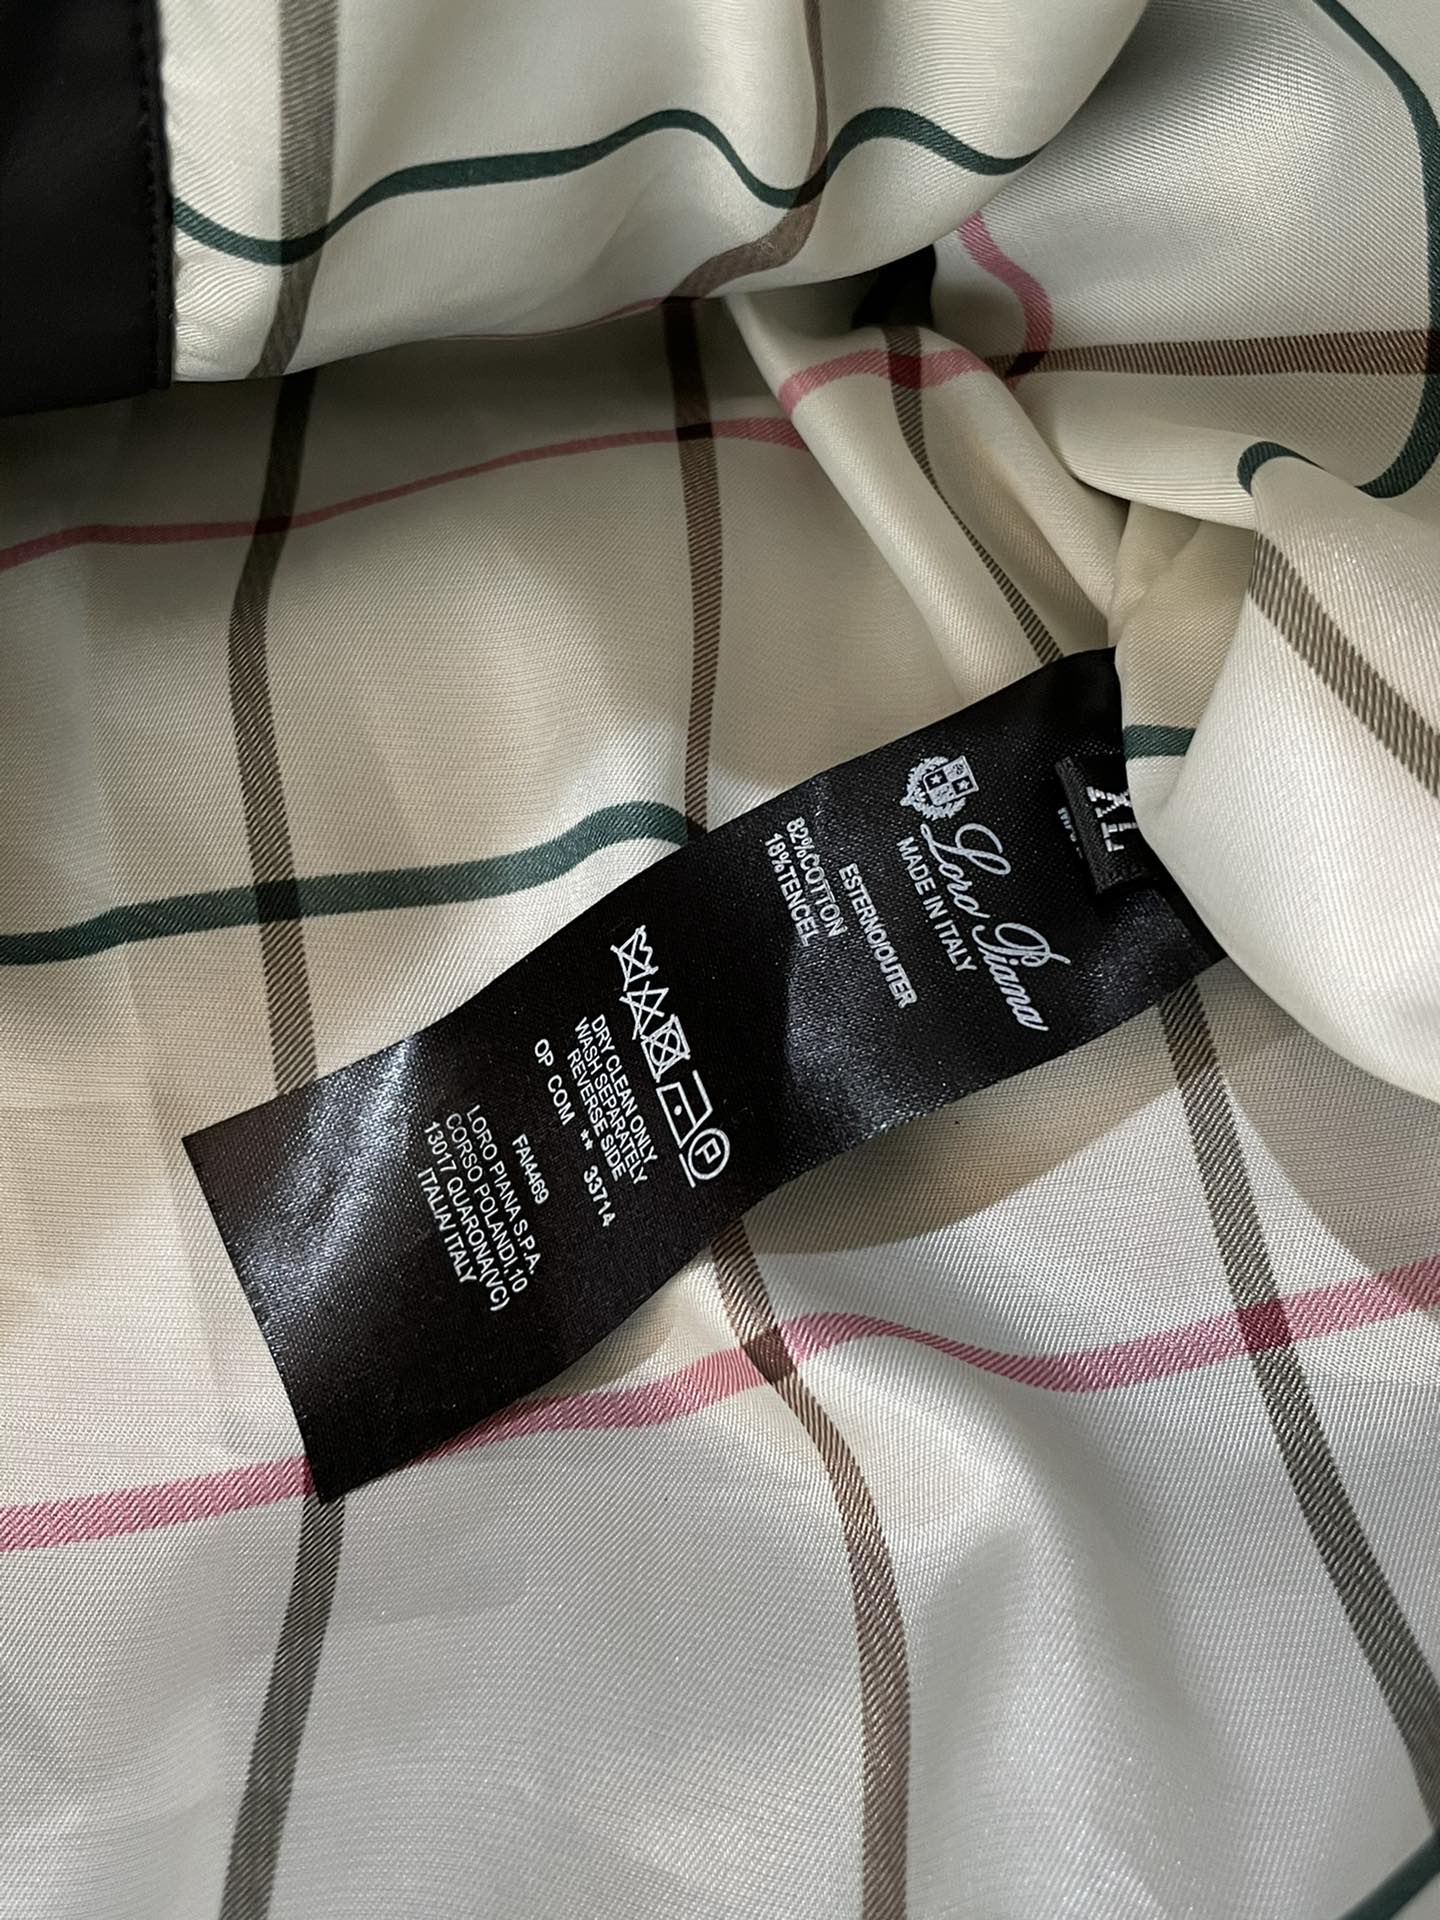 XL
Loro Piana
MADE IN ITALY
ESTERNO/OUTER
82%COTTON
18%TENCEL
P
DRY CLEAN ONLY
WASH SEPARATELY
REVERSE SIDE
OP COM ** 33714
FAI4469
LORO PIANA S.P.A.
CORSO POLANDI,10
13017 QUARONA(VC)
ITALIA/ ITALY